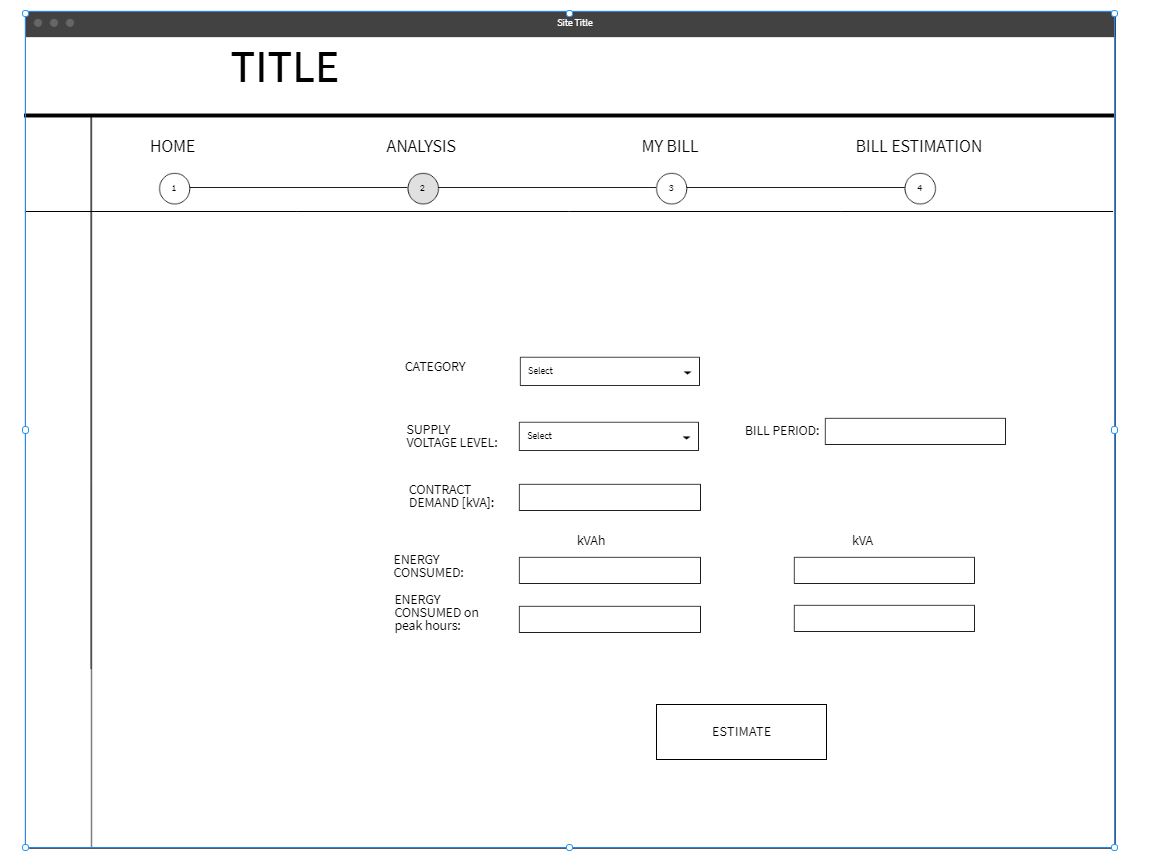 Site Title
TITLE
HOME
ANALYSIS
MY BILL
BILL ESTIMATION
1
2
3
4
CATEGORY
Select
SUPPLY
VOLTAGE LEVEL:
Select
BILL PERIOD:
CONTRACT
DEMAND [kVA]:
kVAh
kVA
ENERGY
CONSUMED:
ENERGY
CONSUMED on
peak hours:
ESTIMATE